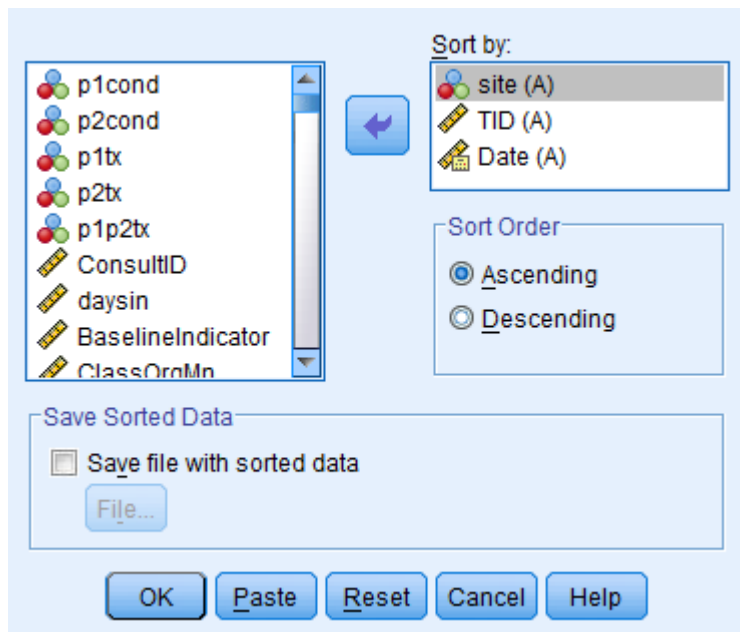 Sort by:
p1cond
p2cond
p1tx
p2tx
p1p2tx
ConsultID
daysin
BaselineIndicator
ClassOrgMn
site (A)
TID (A)
Date (A)
Sort Order
Ascending
Descending
Save Sorted Data
Save file with sorted data
File...
OK Paste Reset Cancel Help